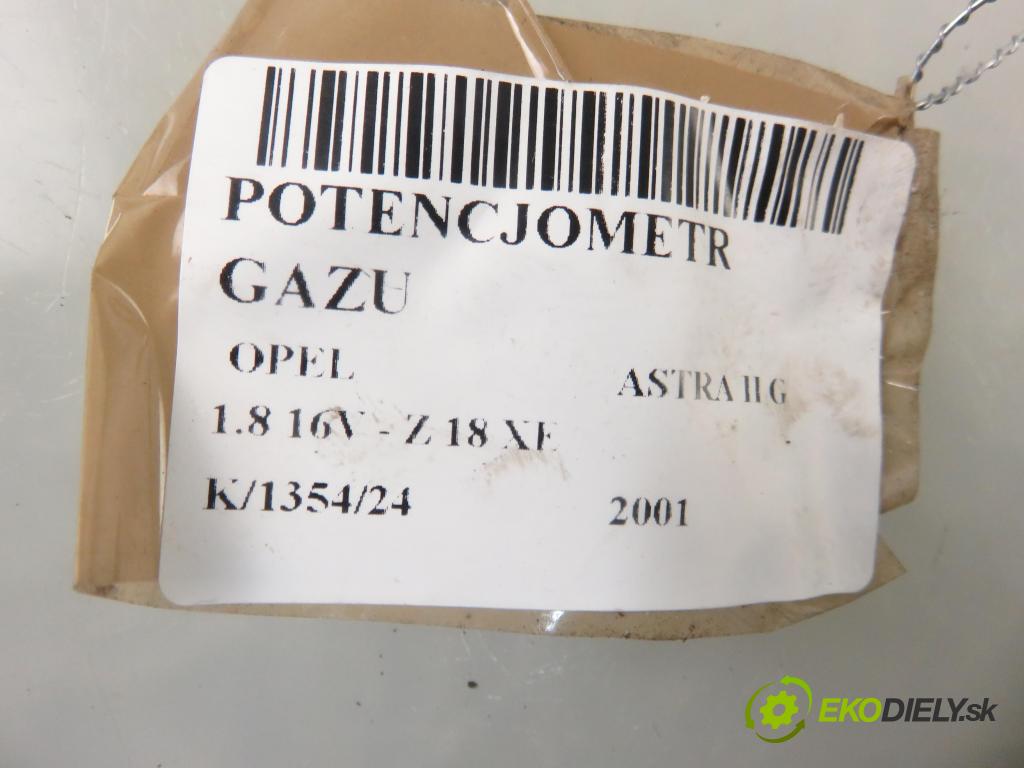 POTENCJOMETR
GAZU
OPEL ASTRA II G
1.8 16V - Z 18 XE
K/1354/24 2001
EKODIELY.sk